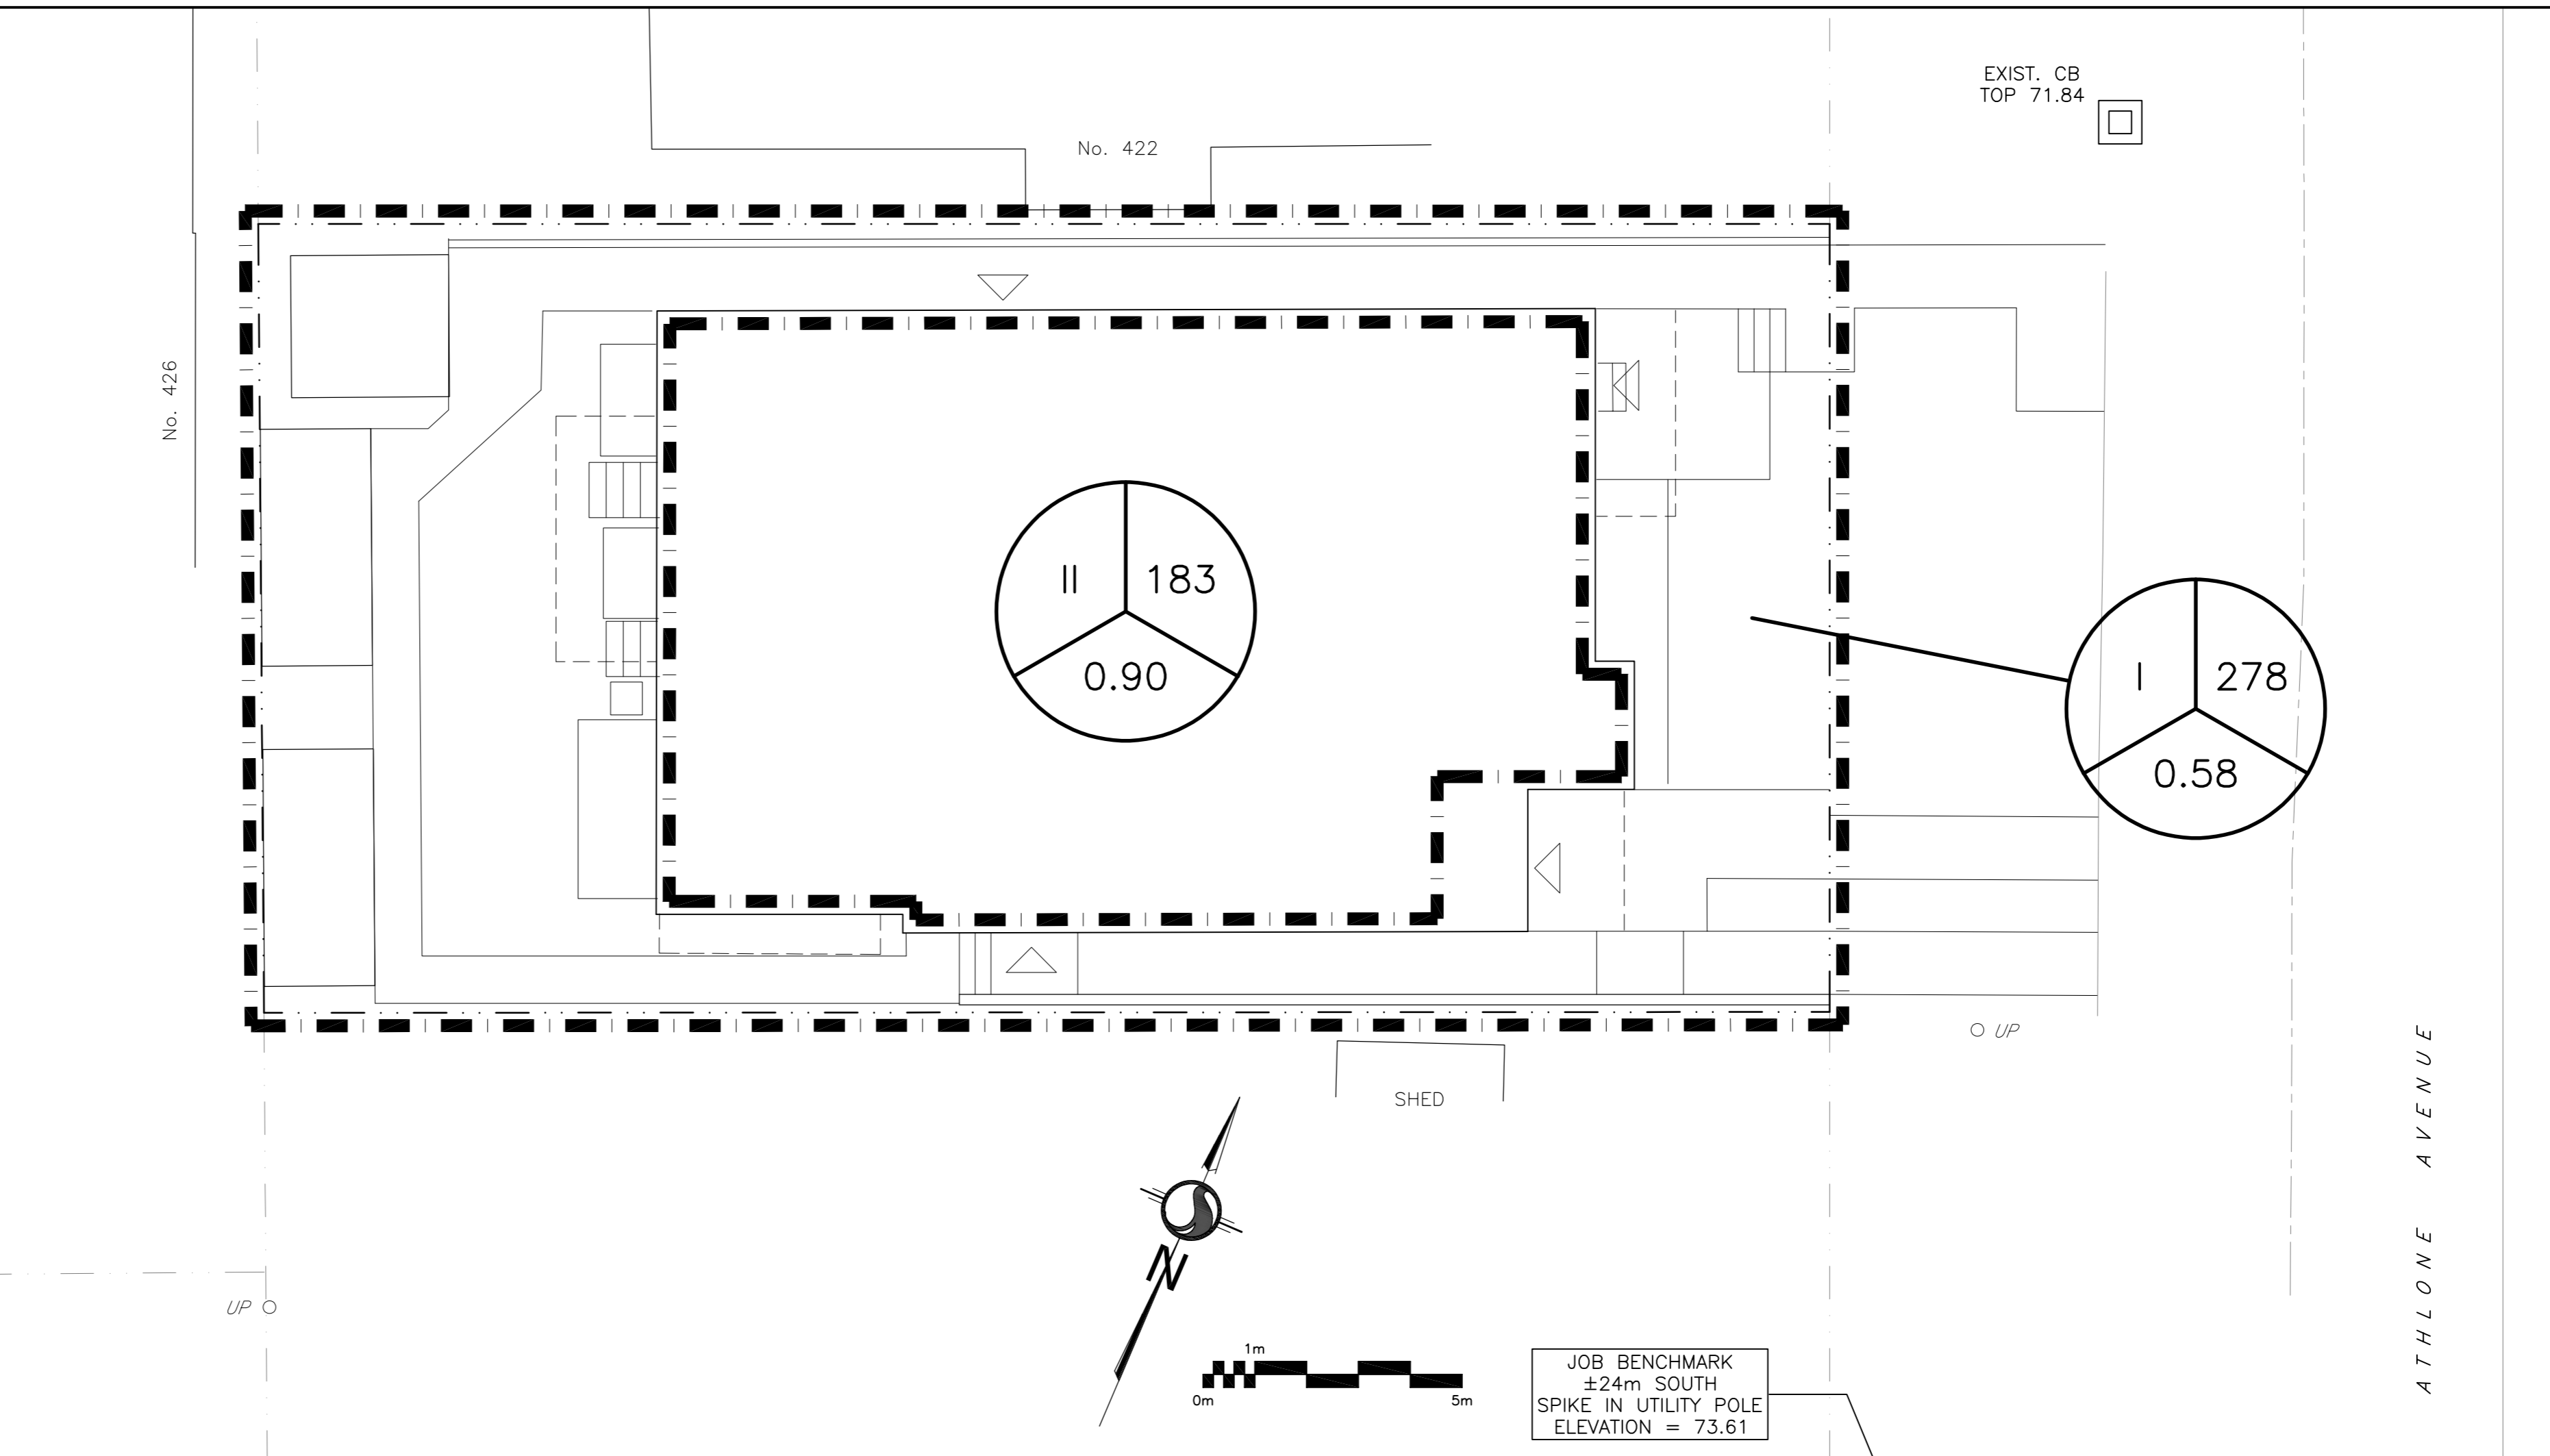 EXIST. CB
TOP 71.84
No. 422
No. 426
II
183
0.90
I
278
0.58
UP
SHED
ATHLONE AVENUE
N
UP
1m
0m
5m
JOB BENCHMARK
±24m SOUTH
SPIKE IN UTILITY POLE
ELEVATION = 73.61